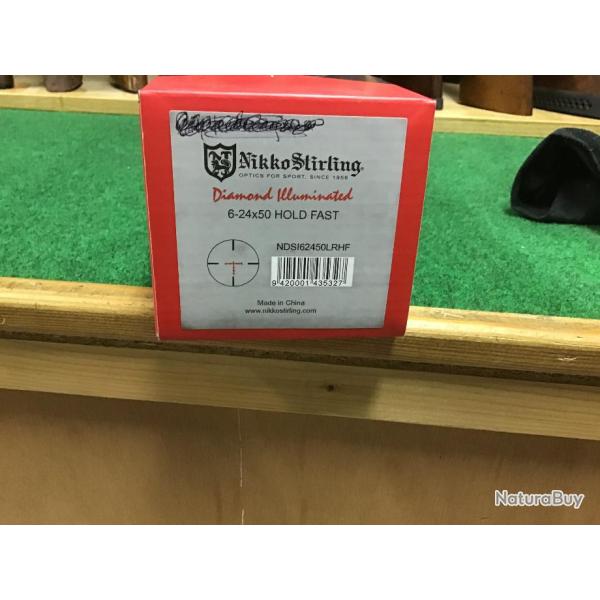 NikkoStirling
OPTICS FOR SPORT. SINCE 1956
Diamond Illuminated
6-24x50 HOLD FAST
NDSI62450LRHF
9 420001 435327
Made in China
www.nikkostirling.com
NaturaBuy